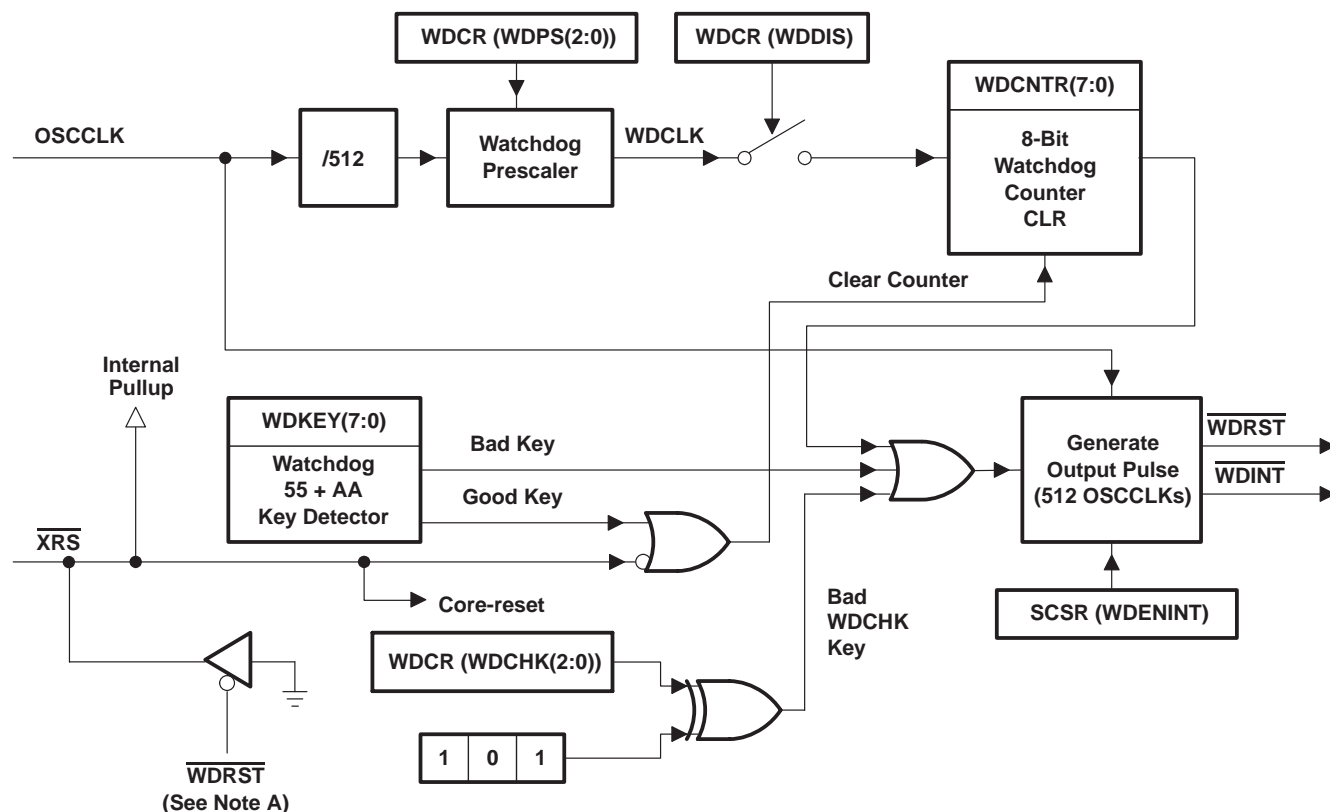 WDCR (WDPS(2:0))
WDCR (WDDIS)
WDCNTR(7:0)
OSCCLK
/512
Watchdog
Prescaler
WDCLK
8-Bit
Watchdog
Counter
CLR
Clear Counter
Internal
Pullup
WDKEY(7:0)
Watchdog
55 + AA
Key Detector
Bad Key
Good Key
Generate
Output Pulse
(512 OSCCLKs)
WDRST
WDINT
XRS
Core-reset
Bad
WDCHK
Key
SCSR (WDENINT)
WDCR (WDCHK(2:0))
1 0 1
WDRST
(See Note A)